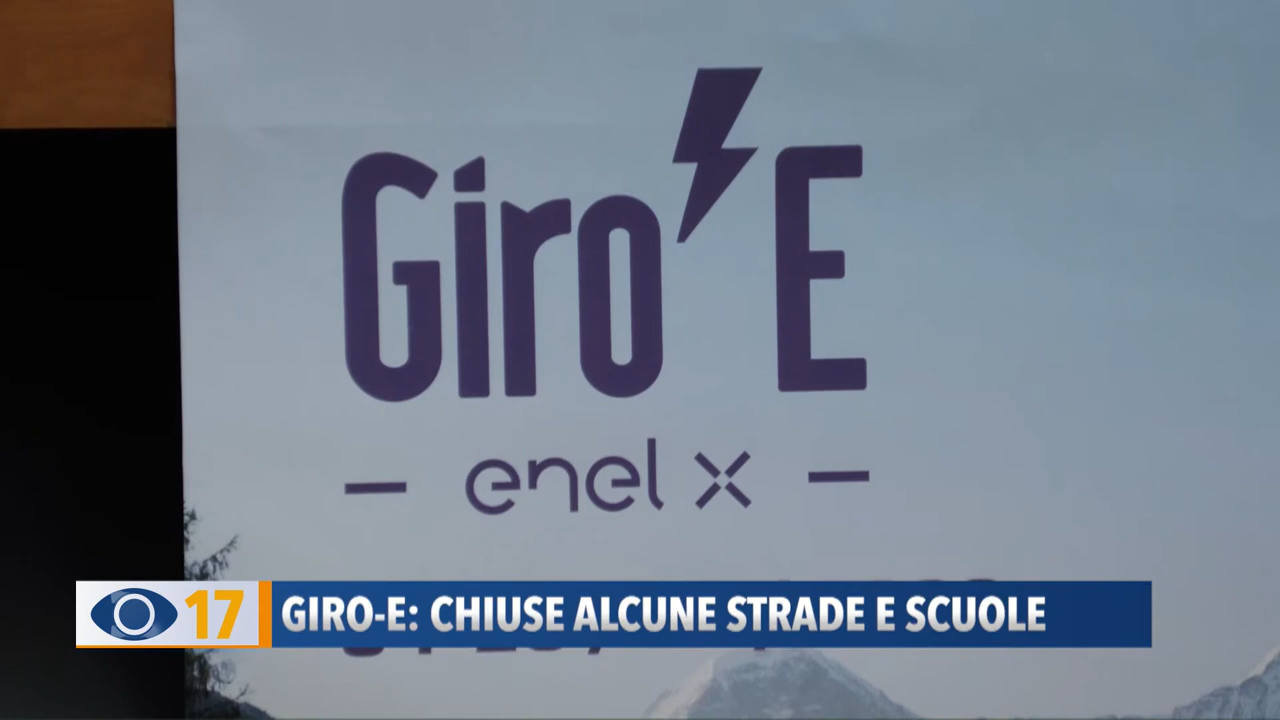 Giro'E
— enel x —
17 GIRO-E: CHIUSE ALCUNE STRADE E SCUOLE